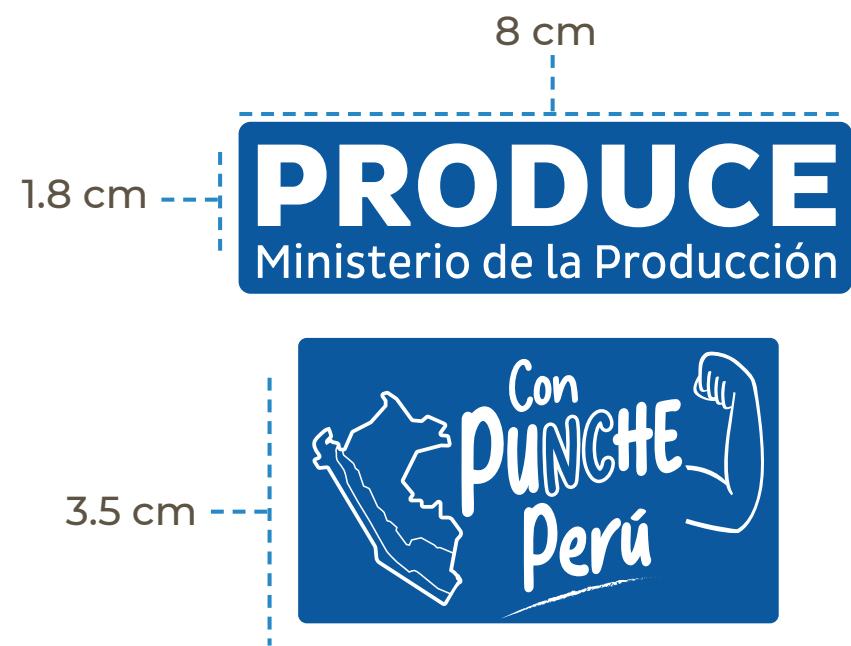 8 cm
1.8 cm
PRODUCE
Ministerio de la Producción
3.5 cm
Con
PUNCHE
Perú